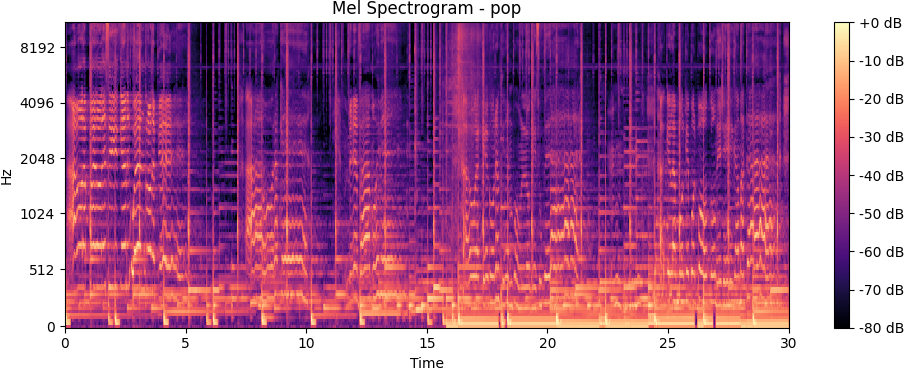 Mel Spectrogram - pop
Hz
8192
4096
2048
1024
512
0
0 5 10 15 20 25 30
Time
+0 dB
-10 dB
-20 dB
-30 dB
-40 dB
-50 dB
-60 dB
-70 dB
-80 dB